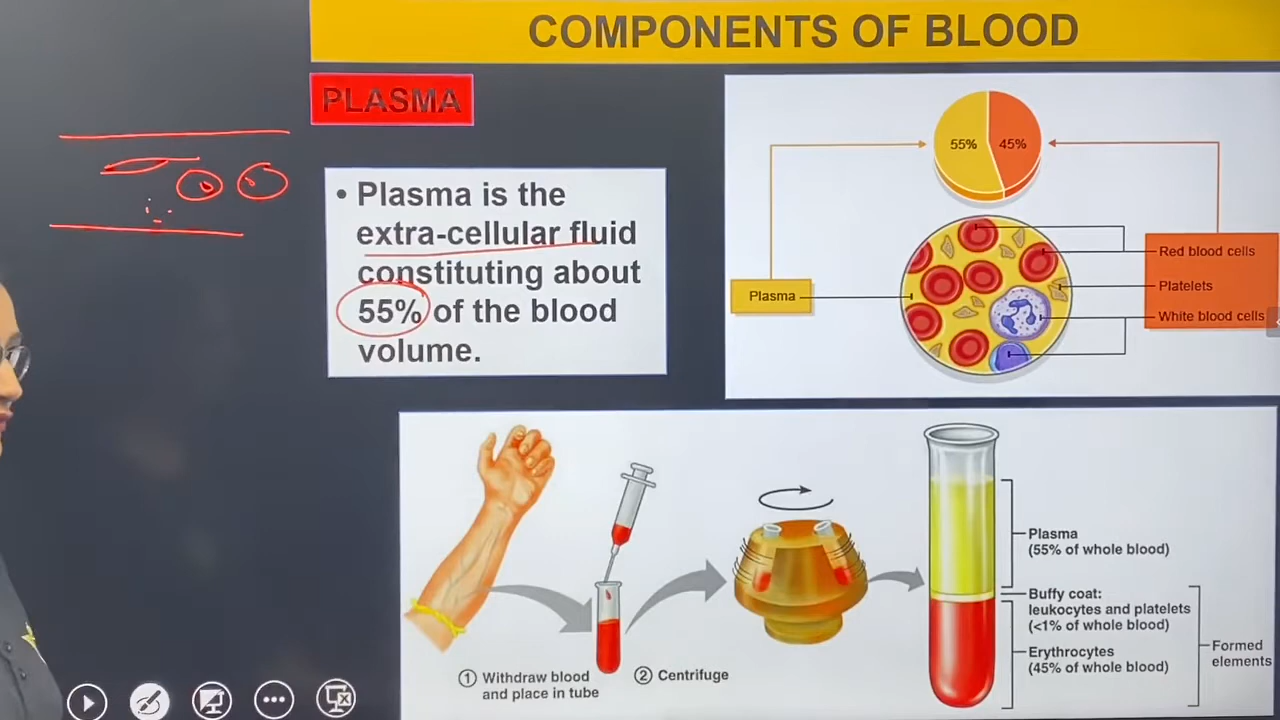 COMPONENTS OF BLOOD
PLASMA
• Plasma is the
extra-cellular fluid
constituting about
55% of the blood
volume.
55%
45%
Plasma
Red blood cells
Platelets
White blood cells
① Withdraw blood
and place in tube
② Centrifuge
Plasma
(55% of whole blood)
Buffy coat:
leukocytes and platelets
(<1% of whole blood)
Erythrocytes
(45% of whole blood)
Formed
elements